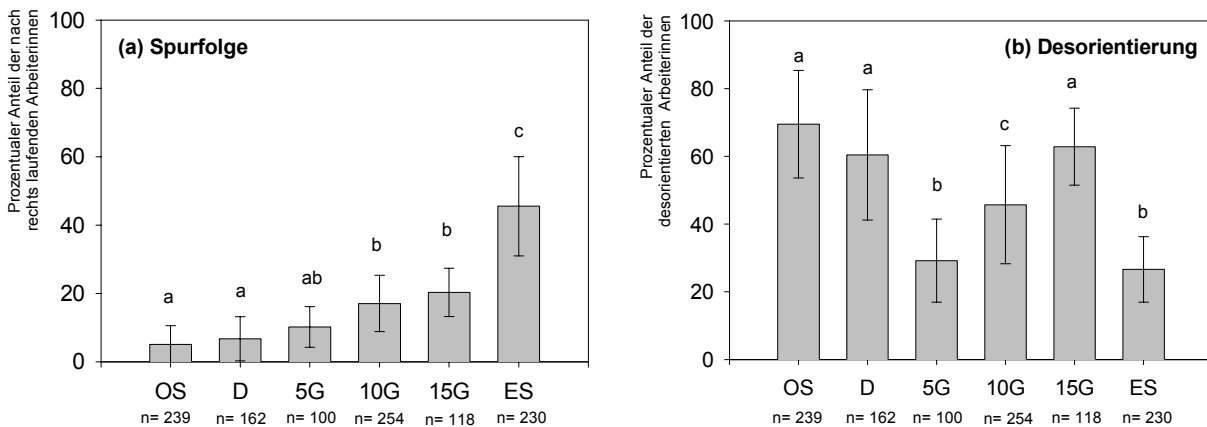 Prozentualer Anteil der nach
rechts laufenden Arbeiterinnen
100
80
60
40
20
0
(a) Spurfolge
a
a
ab
b
b
c
OS D 5G 10G 15G ES
n= 239 n= 162 n= 100 n= 254 n= 118 n= 230
Prozentualer Anteil der
desorientierten Arbeiterinnen
100
80
60
40
20
0
(b) Desorientierung
a
a
b
c
a
b
OS D 5G 10G 15G ES
n= 239 n= 162 n= 100 n= 254 n= 118 n= 230